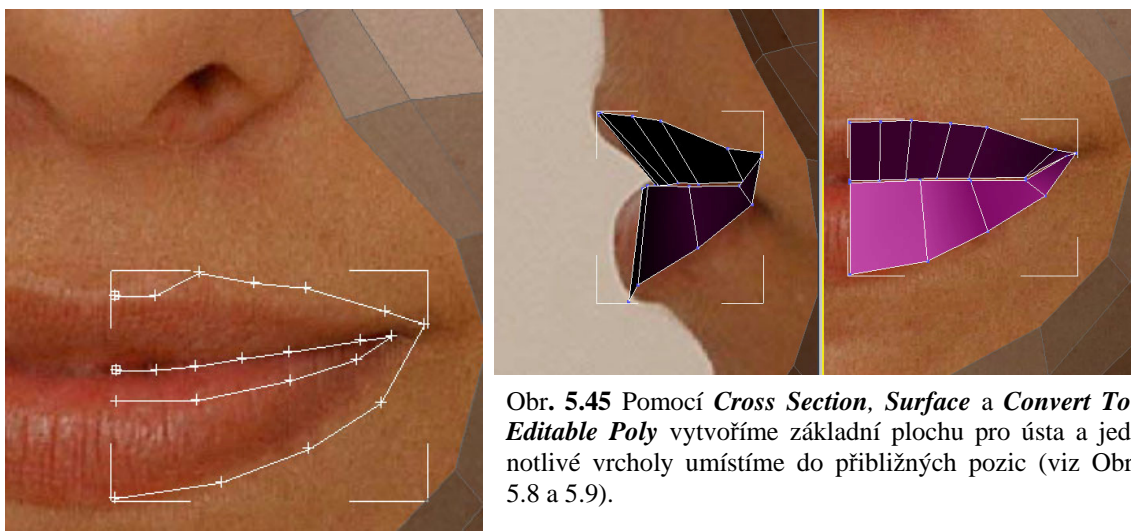 Obr. 5.45 Pomocí Cross Section, Surface a Convert To
Editable Poly vytvoříme základní plochu pro ústa a jed-
notlivé vrcholy umístíme do přibližných pozic (viz Obr
5.8 a 5.9).